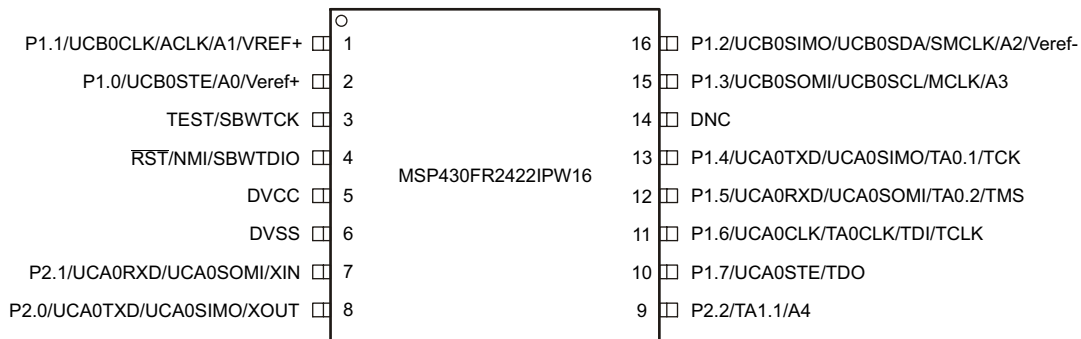 P1.1/UCB0CLK/ACLK/A1/VREF+ 1 16 P1.2/UCB0SIMO/UCB0SDA/SMCLK/A2/Veref-
P1.0/UCB0STE/A0/Veref+ 2 15 P1.3/UCB0SOMI/UCB0SCL/MCLK/A3
TEST/SBWTCK 3 14 DNC
RST/NMI/SBWTDIO 4 13 P1.4/UCA0TXD/UCA0SIMO/TA0.1/TCK
MSP430FR2422IPW16
DVCC 5 12 P1.5/UCA0RXD/UCA0SOMI/TA0.2/TMS
DVSS 6 11 P1.6/UCA0CLK/TA0CLK/TDI/TCLK
P2.1/UCA0RXD/UCA0SOMI/XIN 7 10 P1.7/UCA0STE/TDO
P2.0/UCA0TXD/UCA0SIMO/XOUT 8 9 P2.2/TA1.1/A4